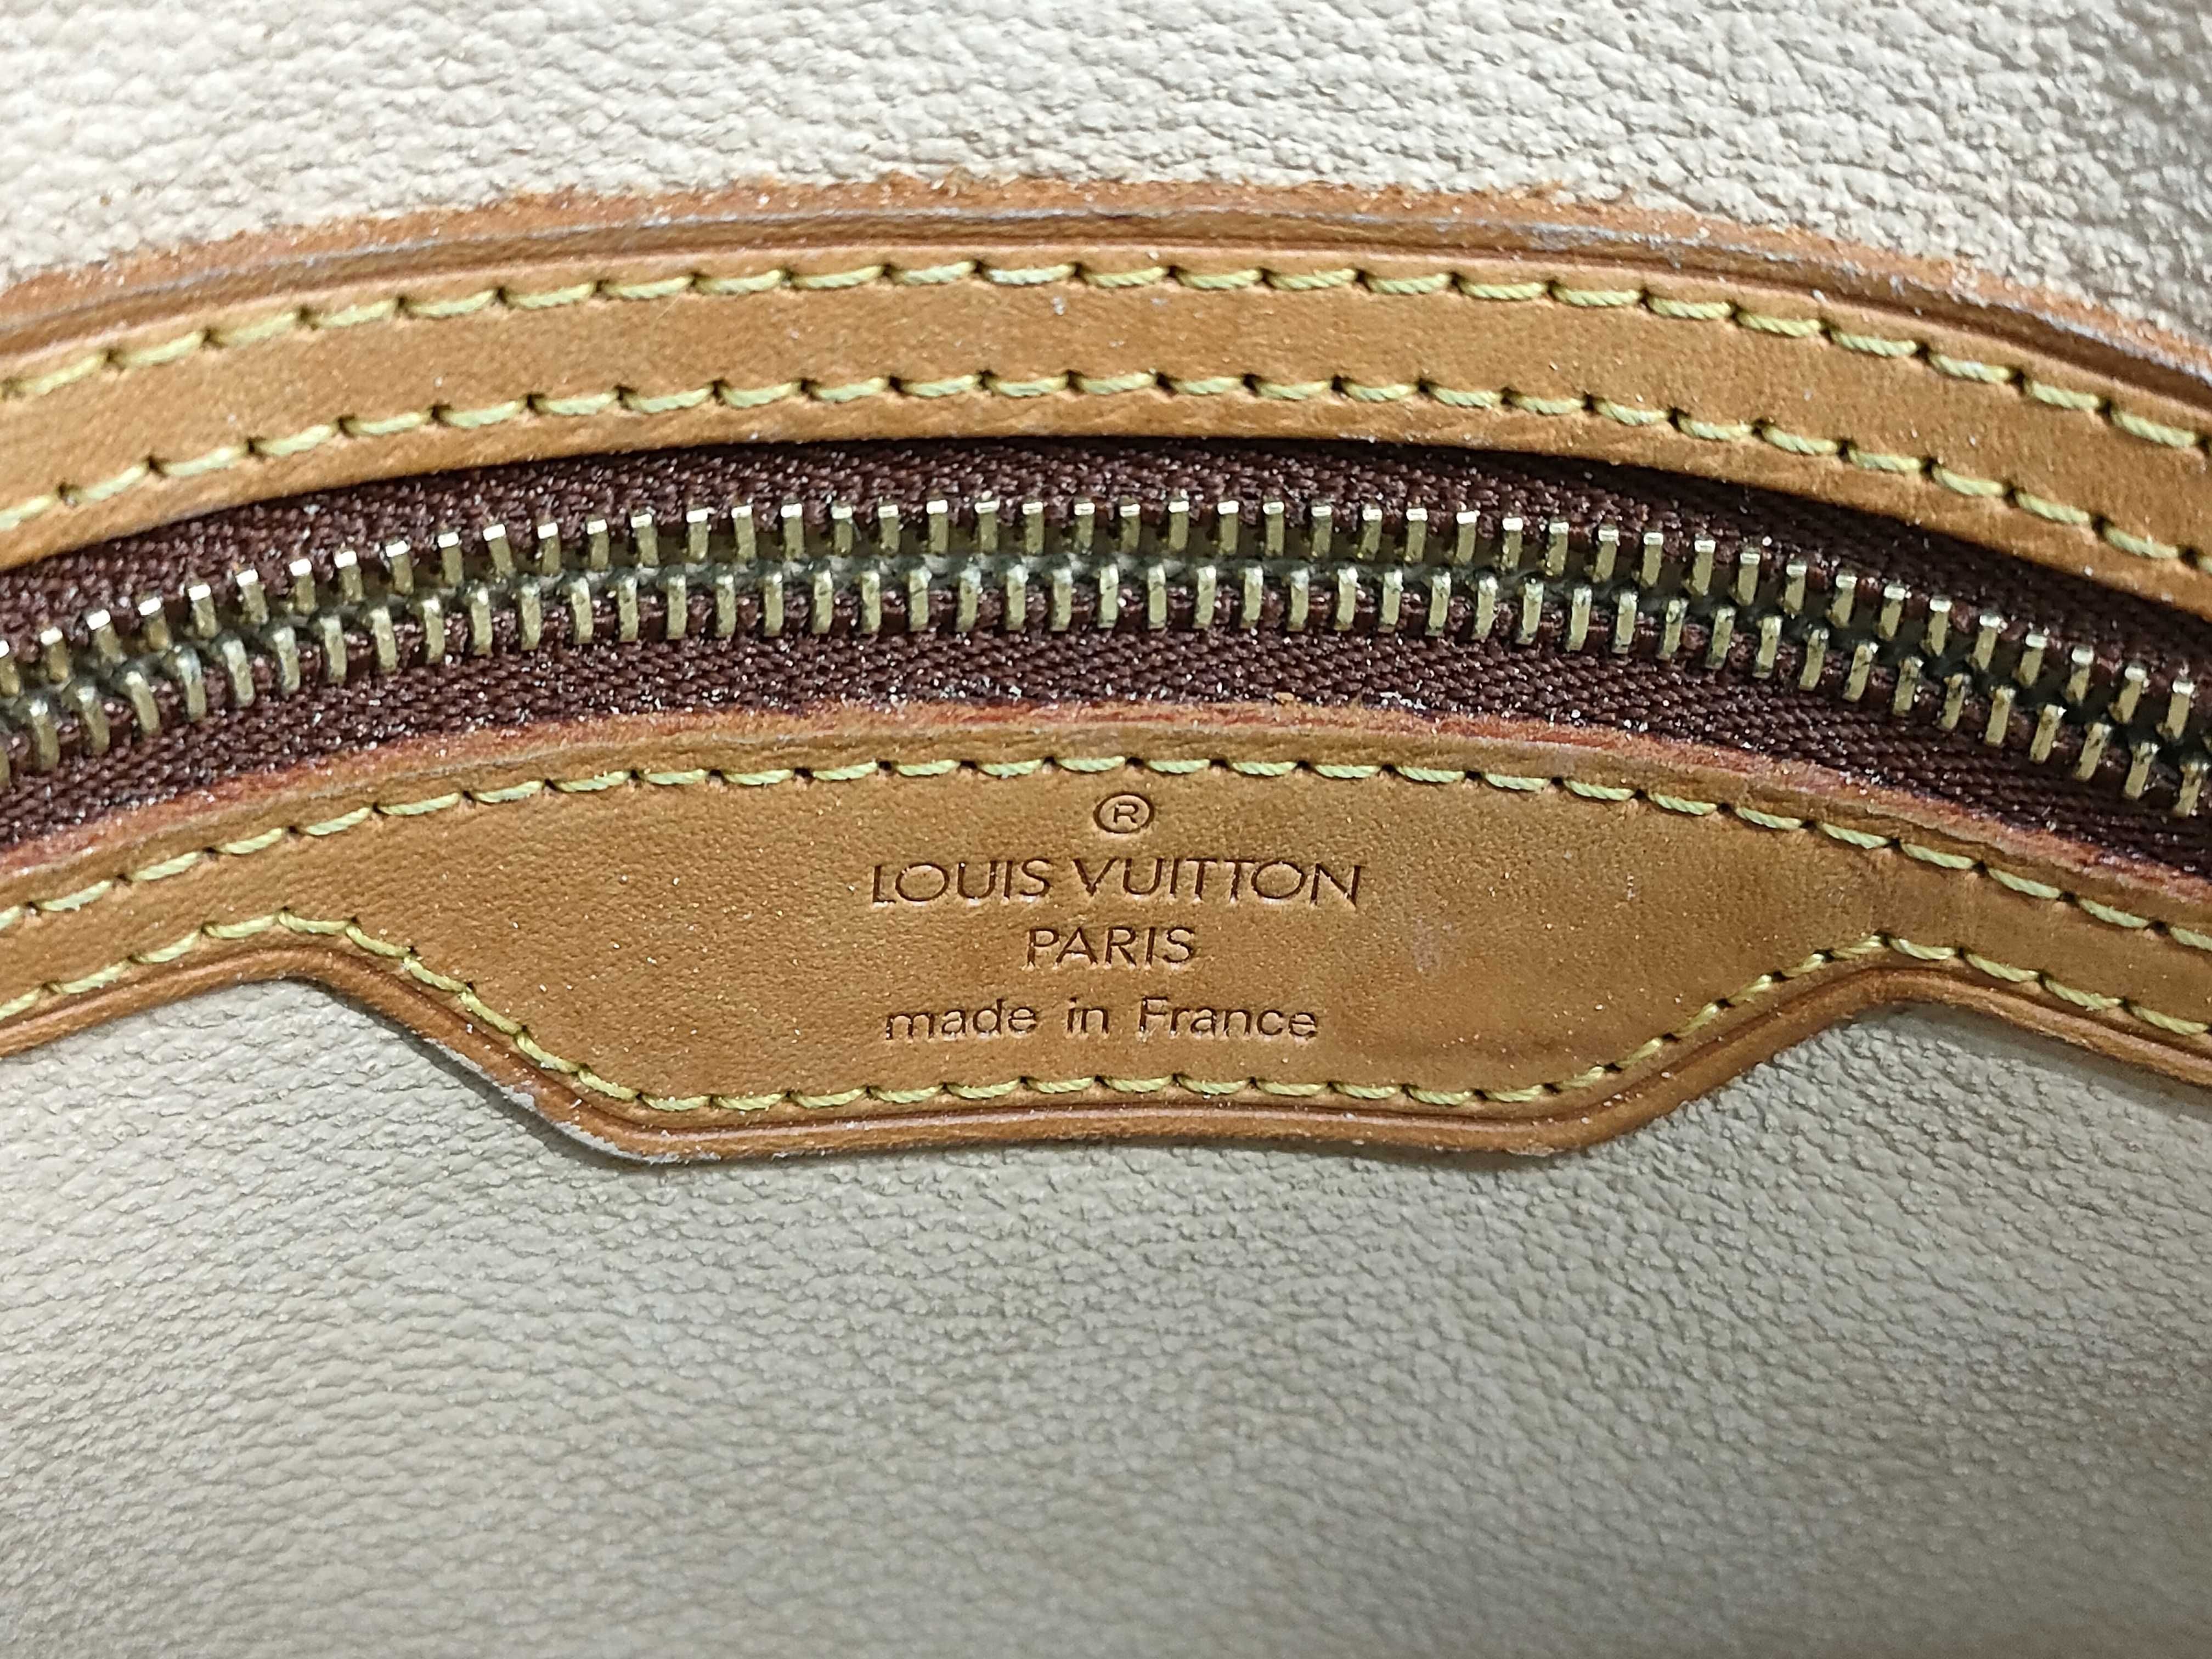 ®
LOUIS VUITTON
PARIS
made in France